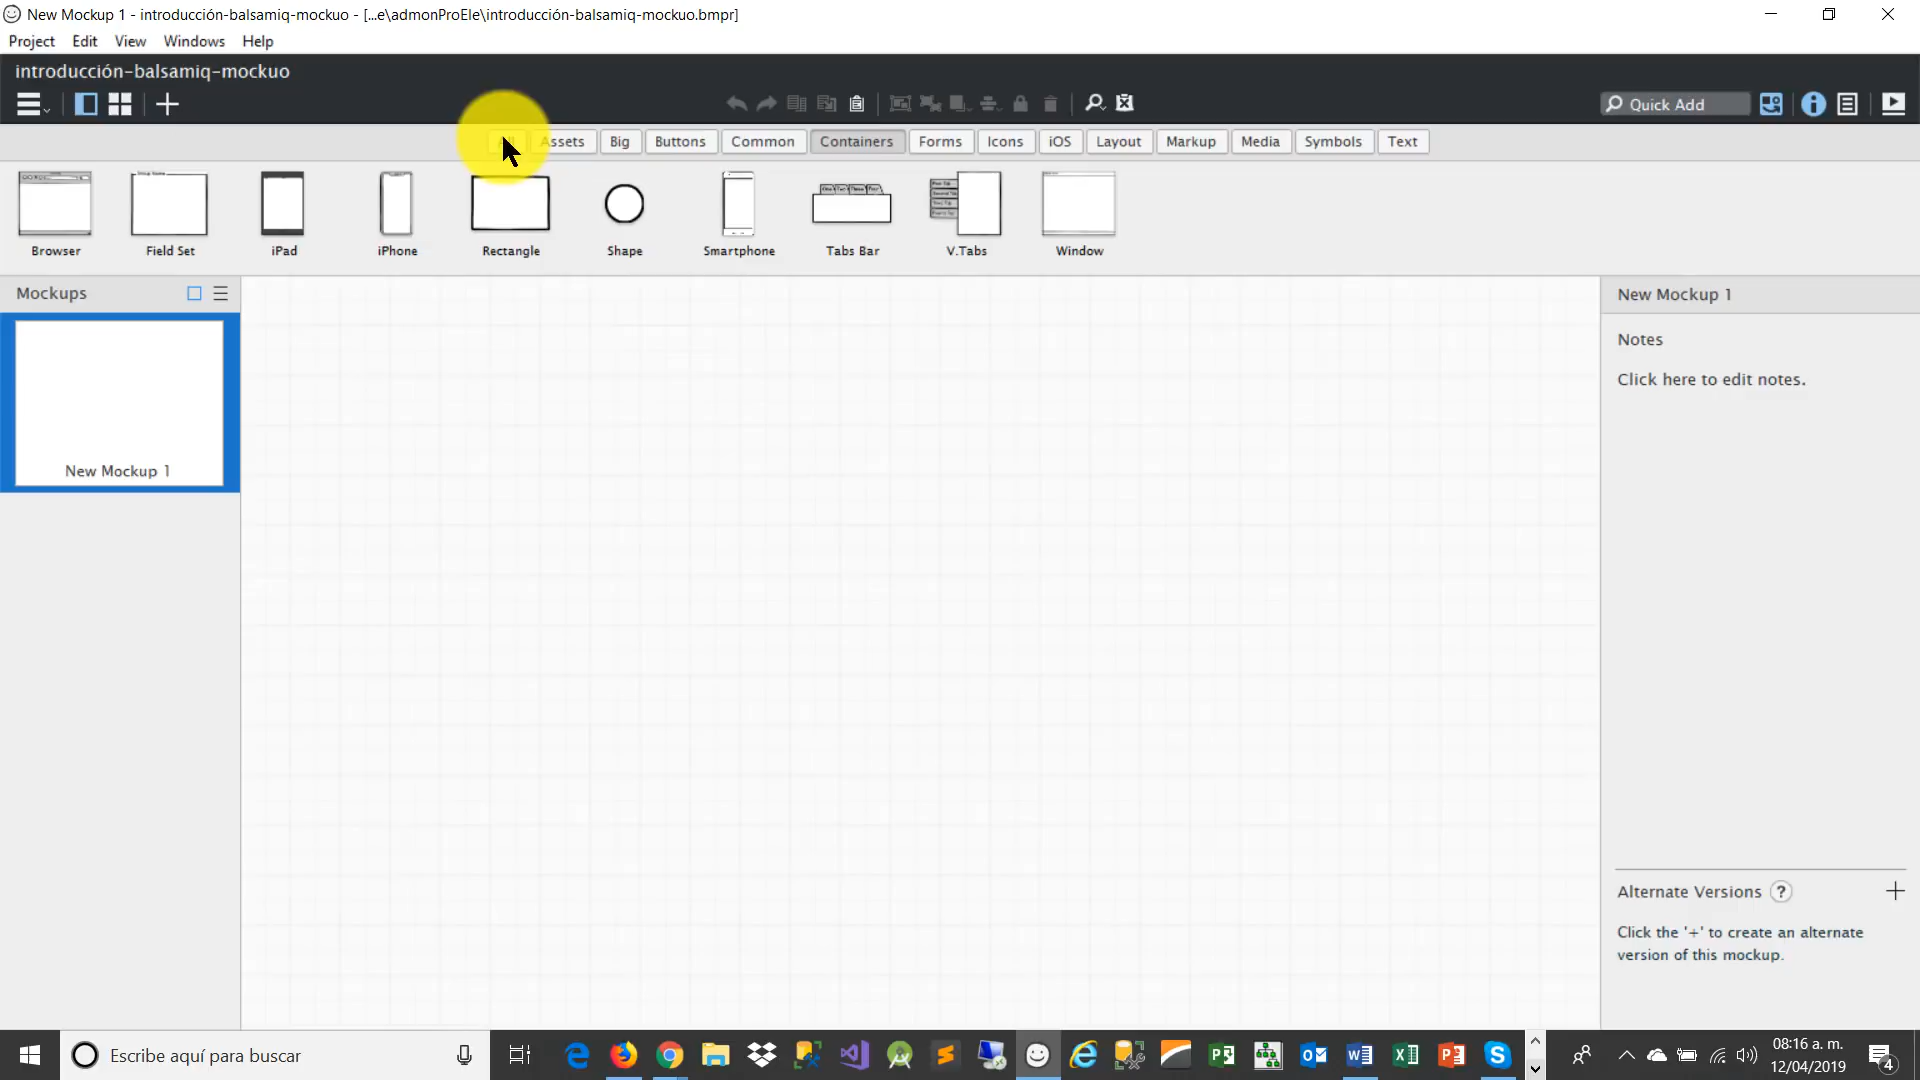 New Mockup 1 - introducción-balsamiq-mockuo - [...e\admonProEle\introducción-balsamiq-mockuo.bmpr]
Project Edit View Windows Help
introducción-balsamiq-mockuo
Quick Add
Assets Big Buttons Common Containers Forms Icons iOS Layout Markup Media Symbols Text
Browser Field Set iPad iPhone Rectangle Shape Smartphone Tabs Bar V.Tabs Window
Mockups
New Mockup 1
New Mockup 1
Notes
Click here to edit notes.
Alternate Versions ?
Click the '+' to create an alternate
version of this mockup.
Escribe aquí para buscar
08:16 a. m.
12/04/2019
4